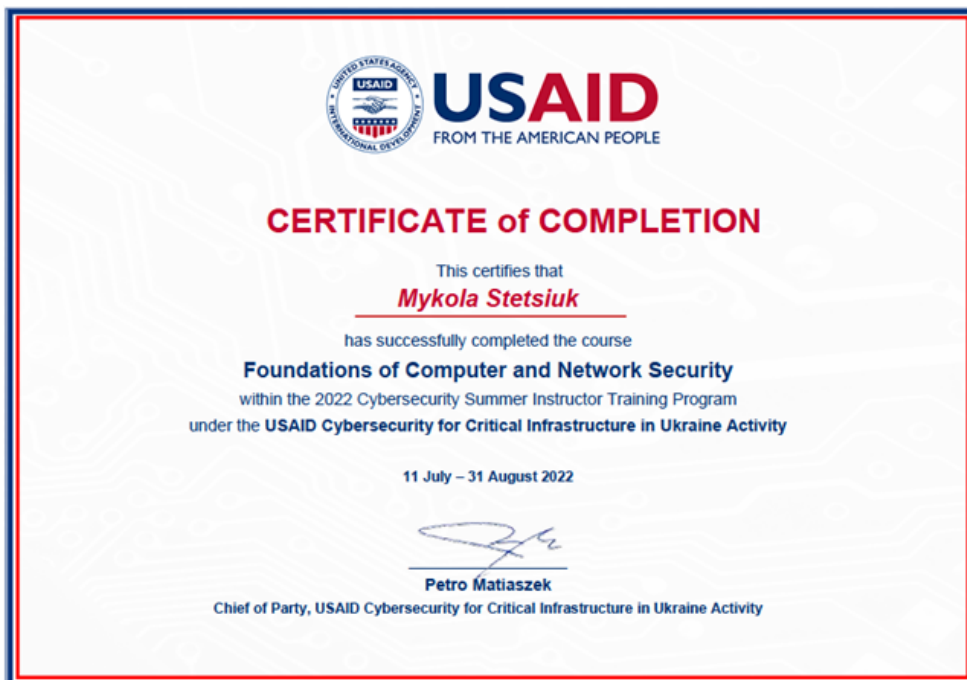 UNITED STATES AGENCY
USAID
INTERNATIONAL DEVELOPMENT
USAID
FROM THE AMERICAN PEOPLE
CERTIFICATE of COMPLETION
This certifies that
Mykola Stetsiuk
has successfully completed the course
Foundations of Computer and Network Security
within the 2022 Cybersecurity Summer Instructor Training Program
under the USAID Cybersecurity for Critical Infrastructure in Ukraine Activity
11 July – 31 August 2022
Petro Matiaszek
Chief of Party, USAID Cybersecurity for Critical Infrastructure in Ukraine Activity